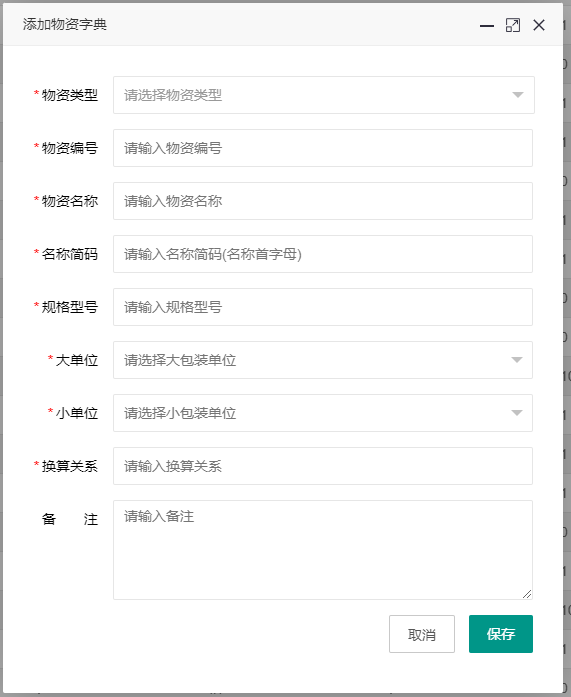 添加物资字典
*物资类型 请选择物资类型
*物资编号 请输入物资编号
*物资名称 请输入物资名称
*名称简码 请输入名称简码(名称首字母)
*规格型号 请输入规格型号
*大单位 请选择大包装单位
*小单位 请选择小包装单位
*换算关系 请输入换算关系
备 注 请输入备注
取消 保存